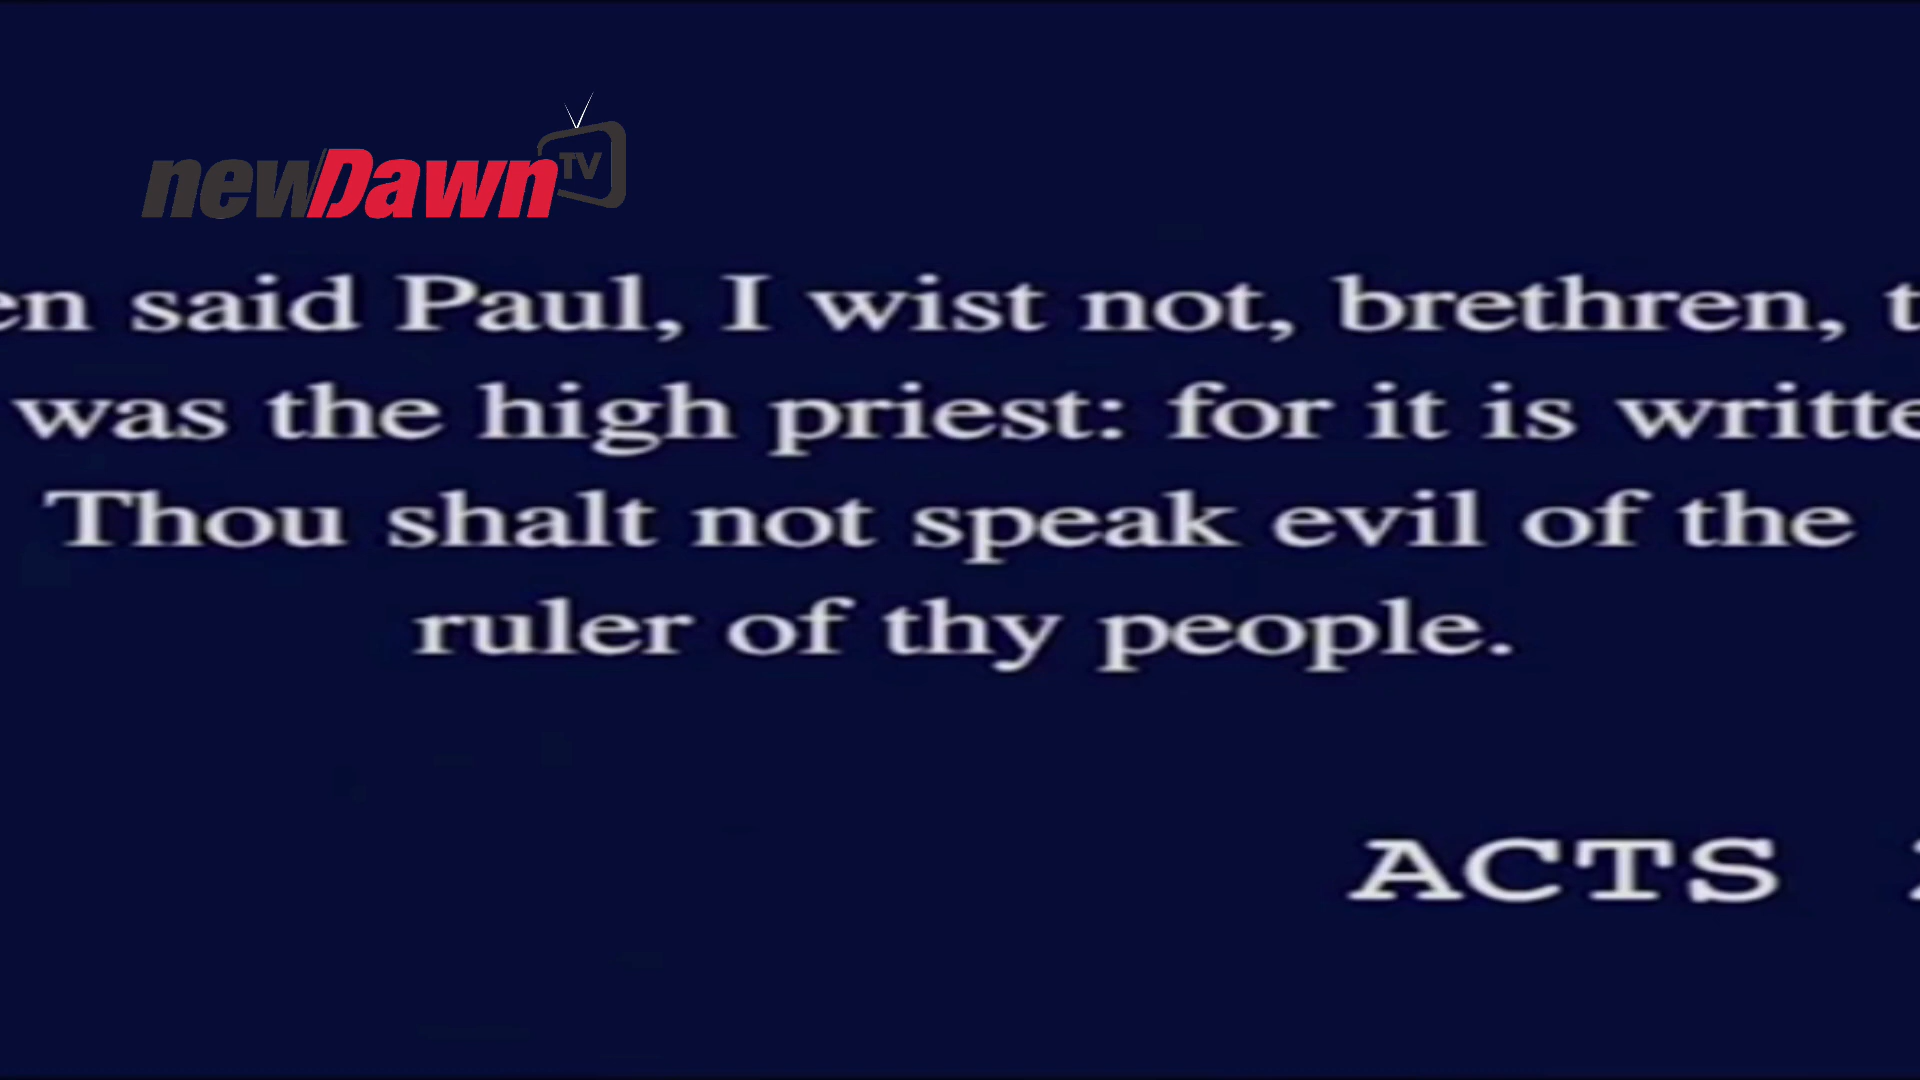 newDawn TV
en said Paul, I wist not, brethren, t
was the high priest: for it is writte
Thou shalt not speak evil of the
ruler of thy people.
ACTS